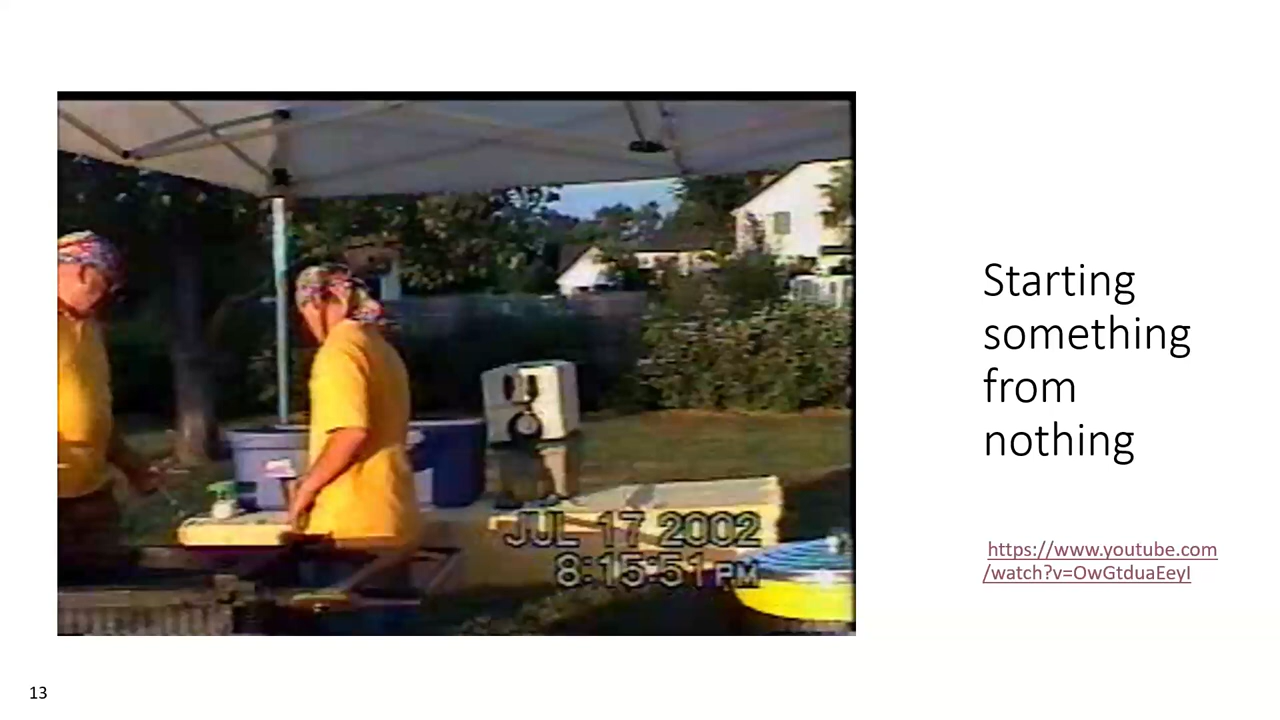 JUL 17 2002
8:15:51 PM
Starting
something
from
nothing
https://www.youtube.com
/watch?v=OwGtduaEeyI
13